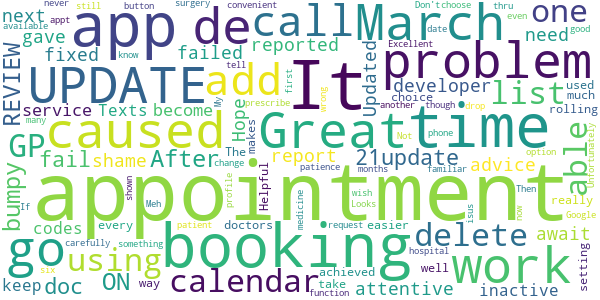 never still button surgery convenient
available appt Don't choose thru even
next app de call March one
many know tell date good
gave fixed failed reported need
first another though used
REVIEW UPDATE add It problem
My prescribe wrong Excellent drop much
service Texts become Hope Updated developer list
choice rolling
GP caused The makes Great time able
fail shame After report 21update advice
change Not phone option months familiar
bumpy appointment Helpful patience
If shown profile wish Looks Then really Google Unfortunately
codes every doctors easier await
Meh patient medicine request isus now
go using booking delete work
carefully something hospital
keep doc ON way calendar achieved take well attentive inactive setting
six function